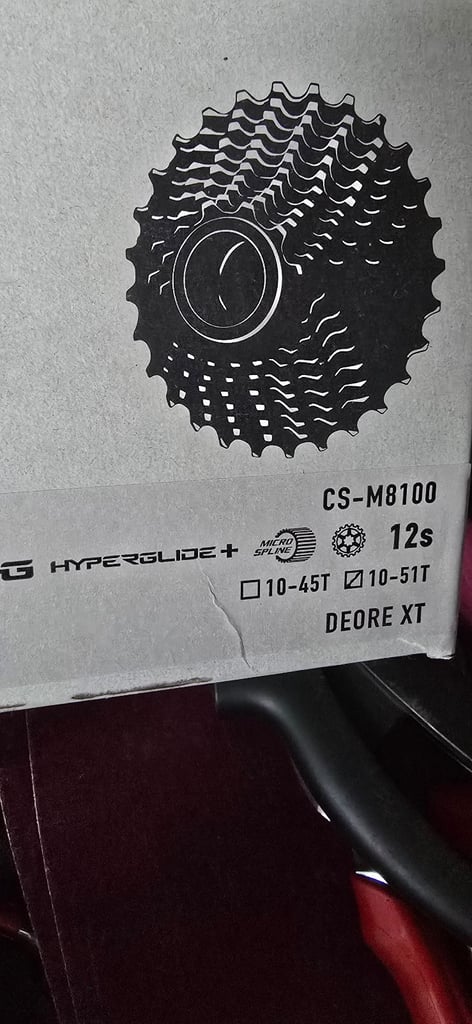 CS-M8100
G HYPERGLIDE+ MICRO SPLINE 12s
10-45T 10-51T
DEORE XT